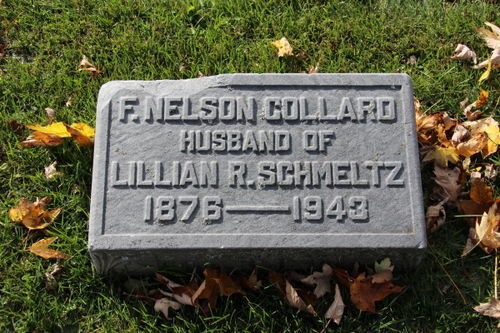 F. NELSON COLLARD
HUSBAND OF
LILLIAN R. SCHMELTZ
1876—1943